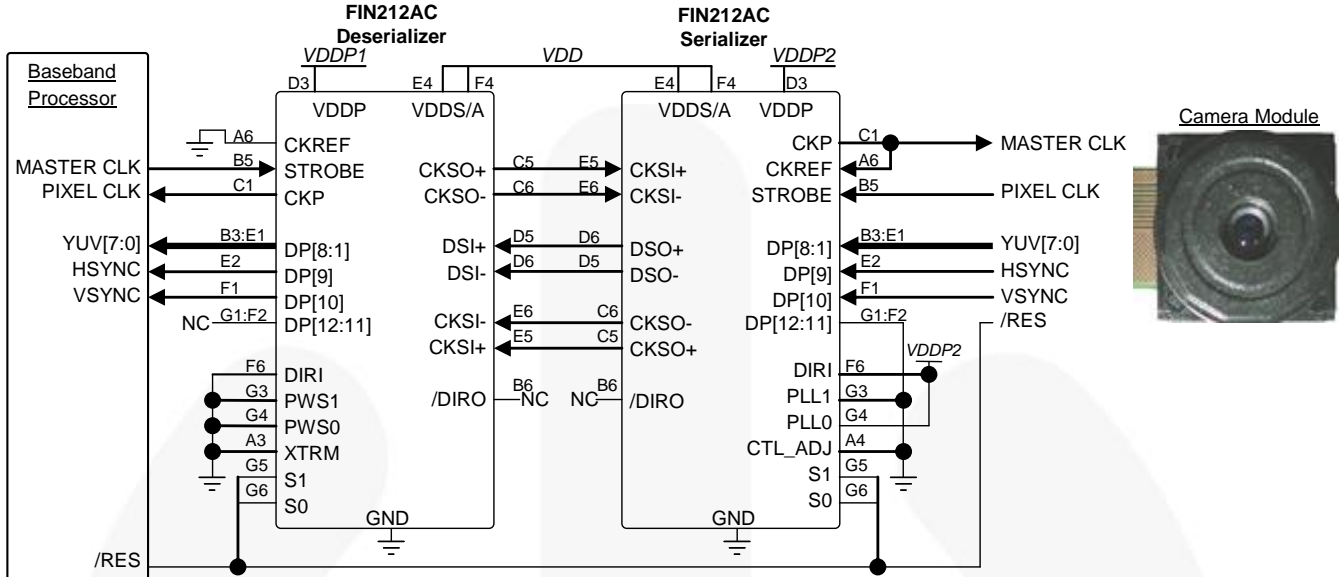 FIN212AC
Deserializer
FIN212AC
Serializer
VDDP1
VDD
VDDP2
D3
E4
F4
E4
F4
D3
Baseband
Processor
VDDP
VDDS/A
VDDS/A
VDDP
Camera Module
A6
CKREF
CKP
C1
MASTER CLK
MASTER CLK
B5
STROBE
CKSO+
C5
E5
CKSI+
CKREF
A6
PIXEL CLK
C1
CKP
CKSO-
C6
E6
CKSI-
STROBE
B5
PIXEL CLK
YUV[7:0]
B3:E1
DP[8:1]
DSI+
D5
D6
DSO+
DP[8:1]
B3:E1
YUV[7:0]
HSYNC
E2
DP[9]
DSI-
D6
D5
DSO-
DP[9]
E2
HSYNC
VSYNC
F1
DP[10]
DP[10]
F1
VSYNC
NC
G1:F2
DP[12:11]
CKSI-
E6
C6
CKSO-
DP[12:11]
G1:F2
/RES
CKSI+
E5
C5
CKSO+
VDDP2
F6
DIRI
DIRI
F6
G3
PWS1
/DIRO
B6
NC
NC
B6
/DIRO
PLL1
G3
G4
PWS0
PLL0
G4
A3
XTRM
CTL_ADJ
A4
G5
S1
S1
G5
G6
S0
S0
G6
GND
GND
/RES